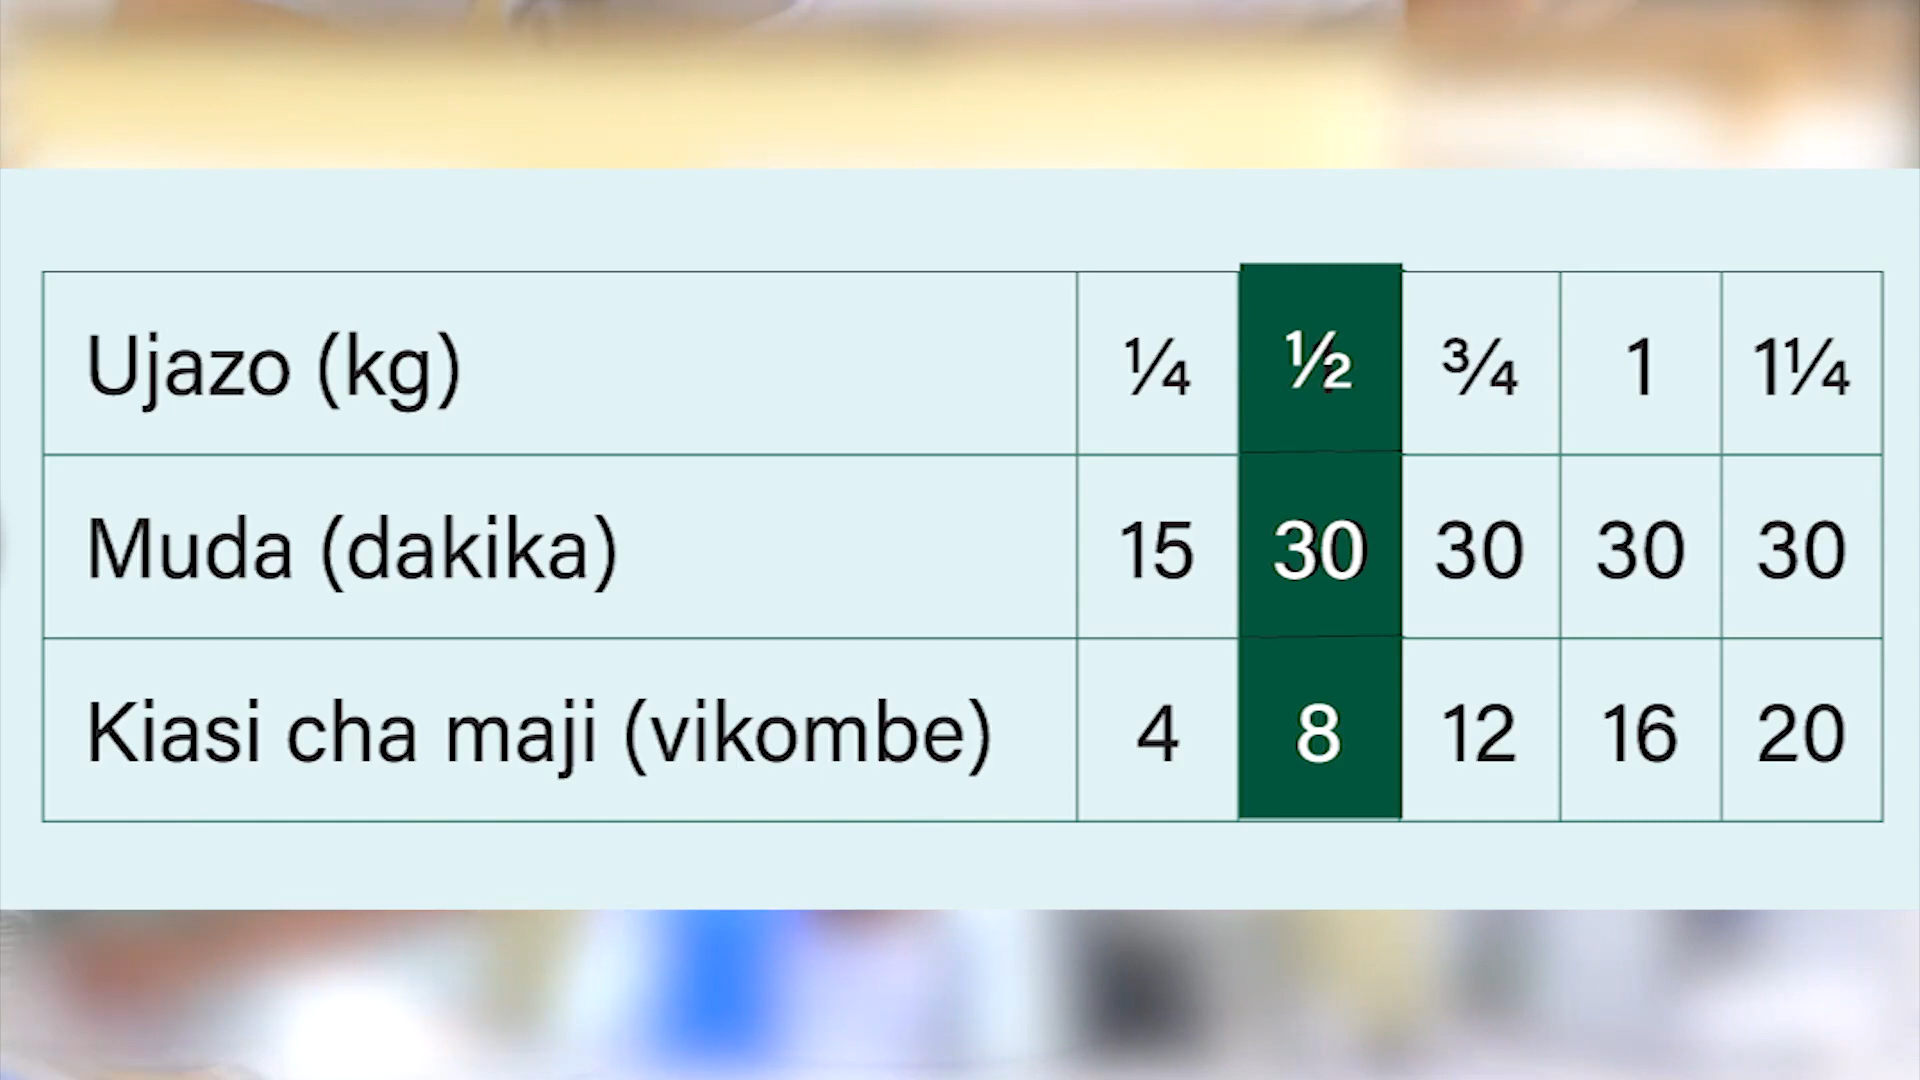 Ujazo (kg) ¼ ½ ¾ 1 1¼
Muda (dakika) 15 30 30 30 30
Kiasi cha maji (vikombe) 4 8 12 16 20